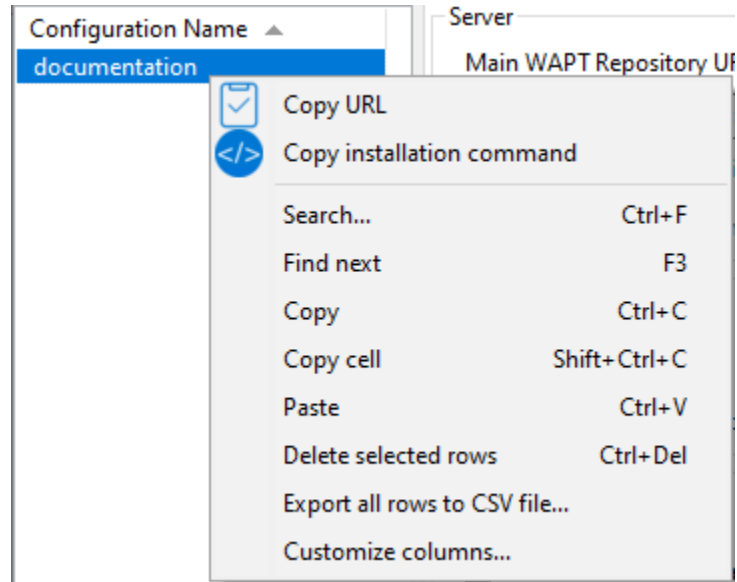 Configuration Name
Server
documentation
Main WAPT Repository
Copy URL
</> Copy installation command
Search... Ctrl+F
Find next F3
Copy Ctrl+C
Copy cell Shift+Ctrl+C
Paste Ctrl+V
Delete selected rows Ctrl+Del
Export all rows to CSV file...
Customize columns...